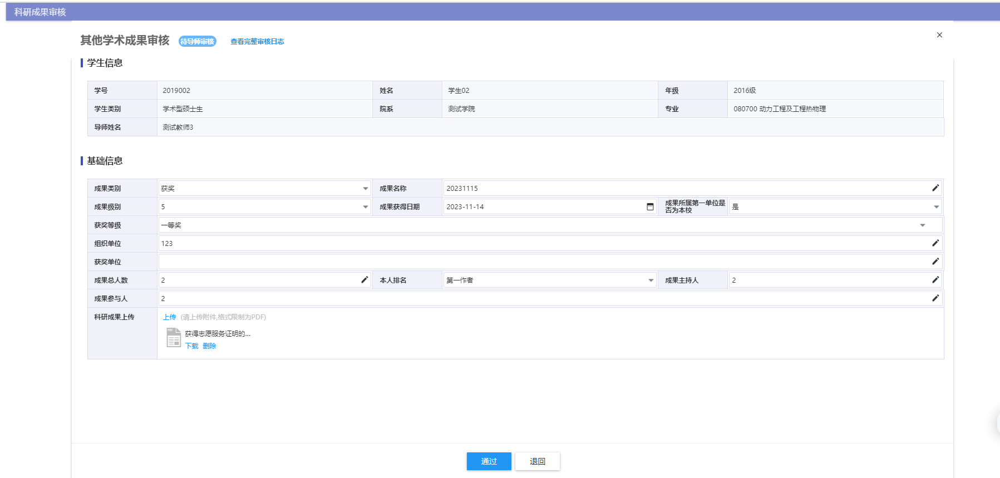 科研成果审核
其他学术成果审核 待导师审核 查看完整审核日志
学生信息
学号 2019002 姓名 学生02 年级 2016级
学生类别 学术型硕士生 院系 测试学院 专业 080700 动力工程及工程热物理
导师姓名 测试教师3
基础信息
成果类别 获奖 成果名称 20231115
成果级别 5 成果获得日期 2023-11-14 成果所属第一单位是
否为本校 是
获奖等级 一等奖
组织单位 123
获奖单位
成果总人数 2 本人排名 第一作者 成果主持人 2
成果参与人 2
科研成果上传 上传 (请上传附件,格式限制为PDF)
PDF 获得志愿服务证明的...
下载 删除
通过 退回